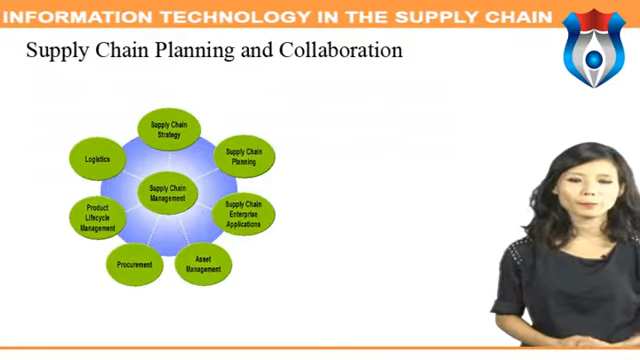 INFORMATION TECHNOLOGY IN THE SUPPLY CHAIN
Supply Chain Planning and Collaboration
Supply Chain
Strategy
Supply Chain
Planning
Supply Chain
Enterprise
Applications
Asset
Management
Procurement
Product
Lifecycle
Management
Logistics
Supply Chain
Management